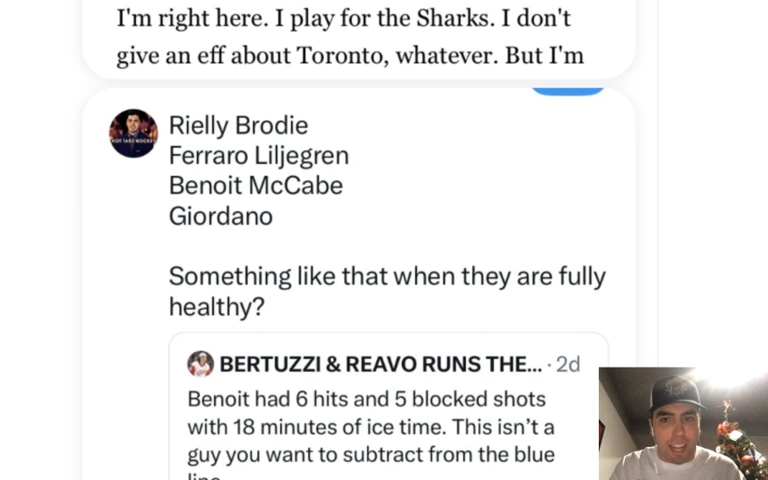 I'm right here. I play for the Sharks. I don't
give an eff about Toronto, whatever. But I'm
Rielly Brodie
Ferraro Liljegren
Benoit McCabe
Giordano
Something like that when they are fully
healthy?
BERTUZZI & REAVO RUNS THE... · 2d
Benoit had 6 hits and 5 blocked shots
with 18 minutes of ice time. This isn't a
guy you want to subtract from the blue
line